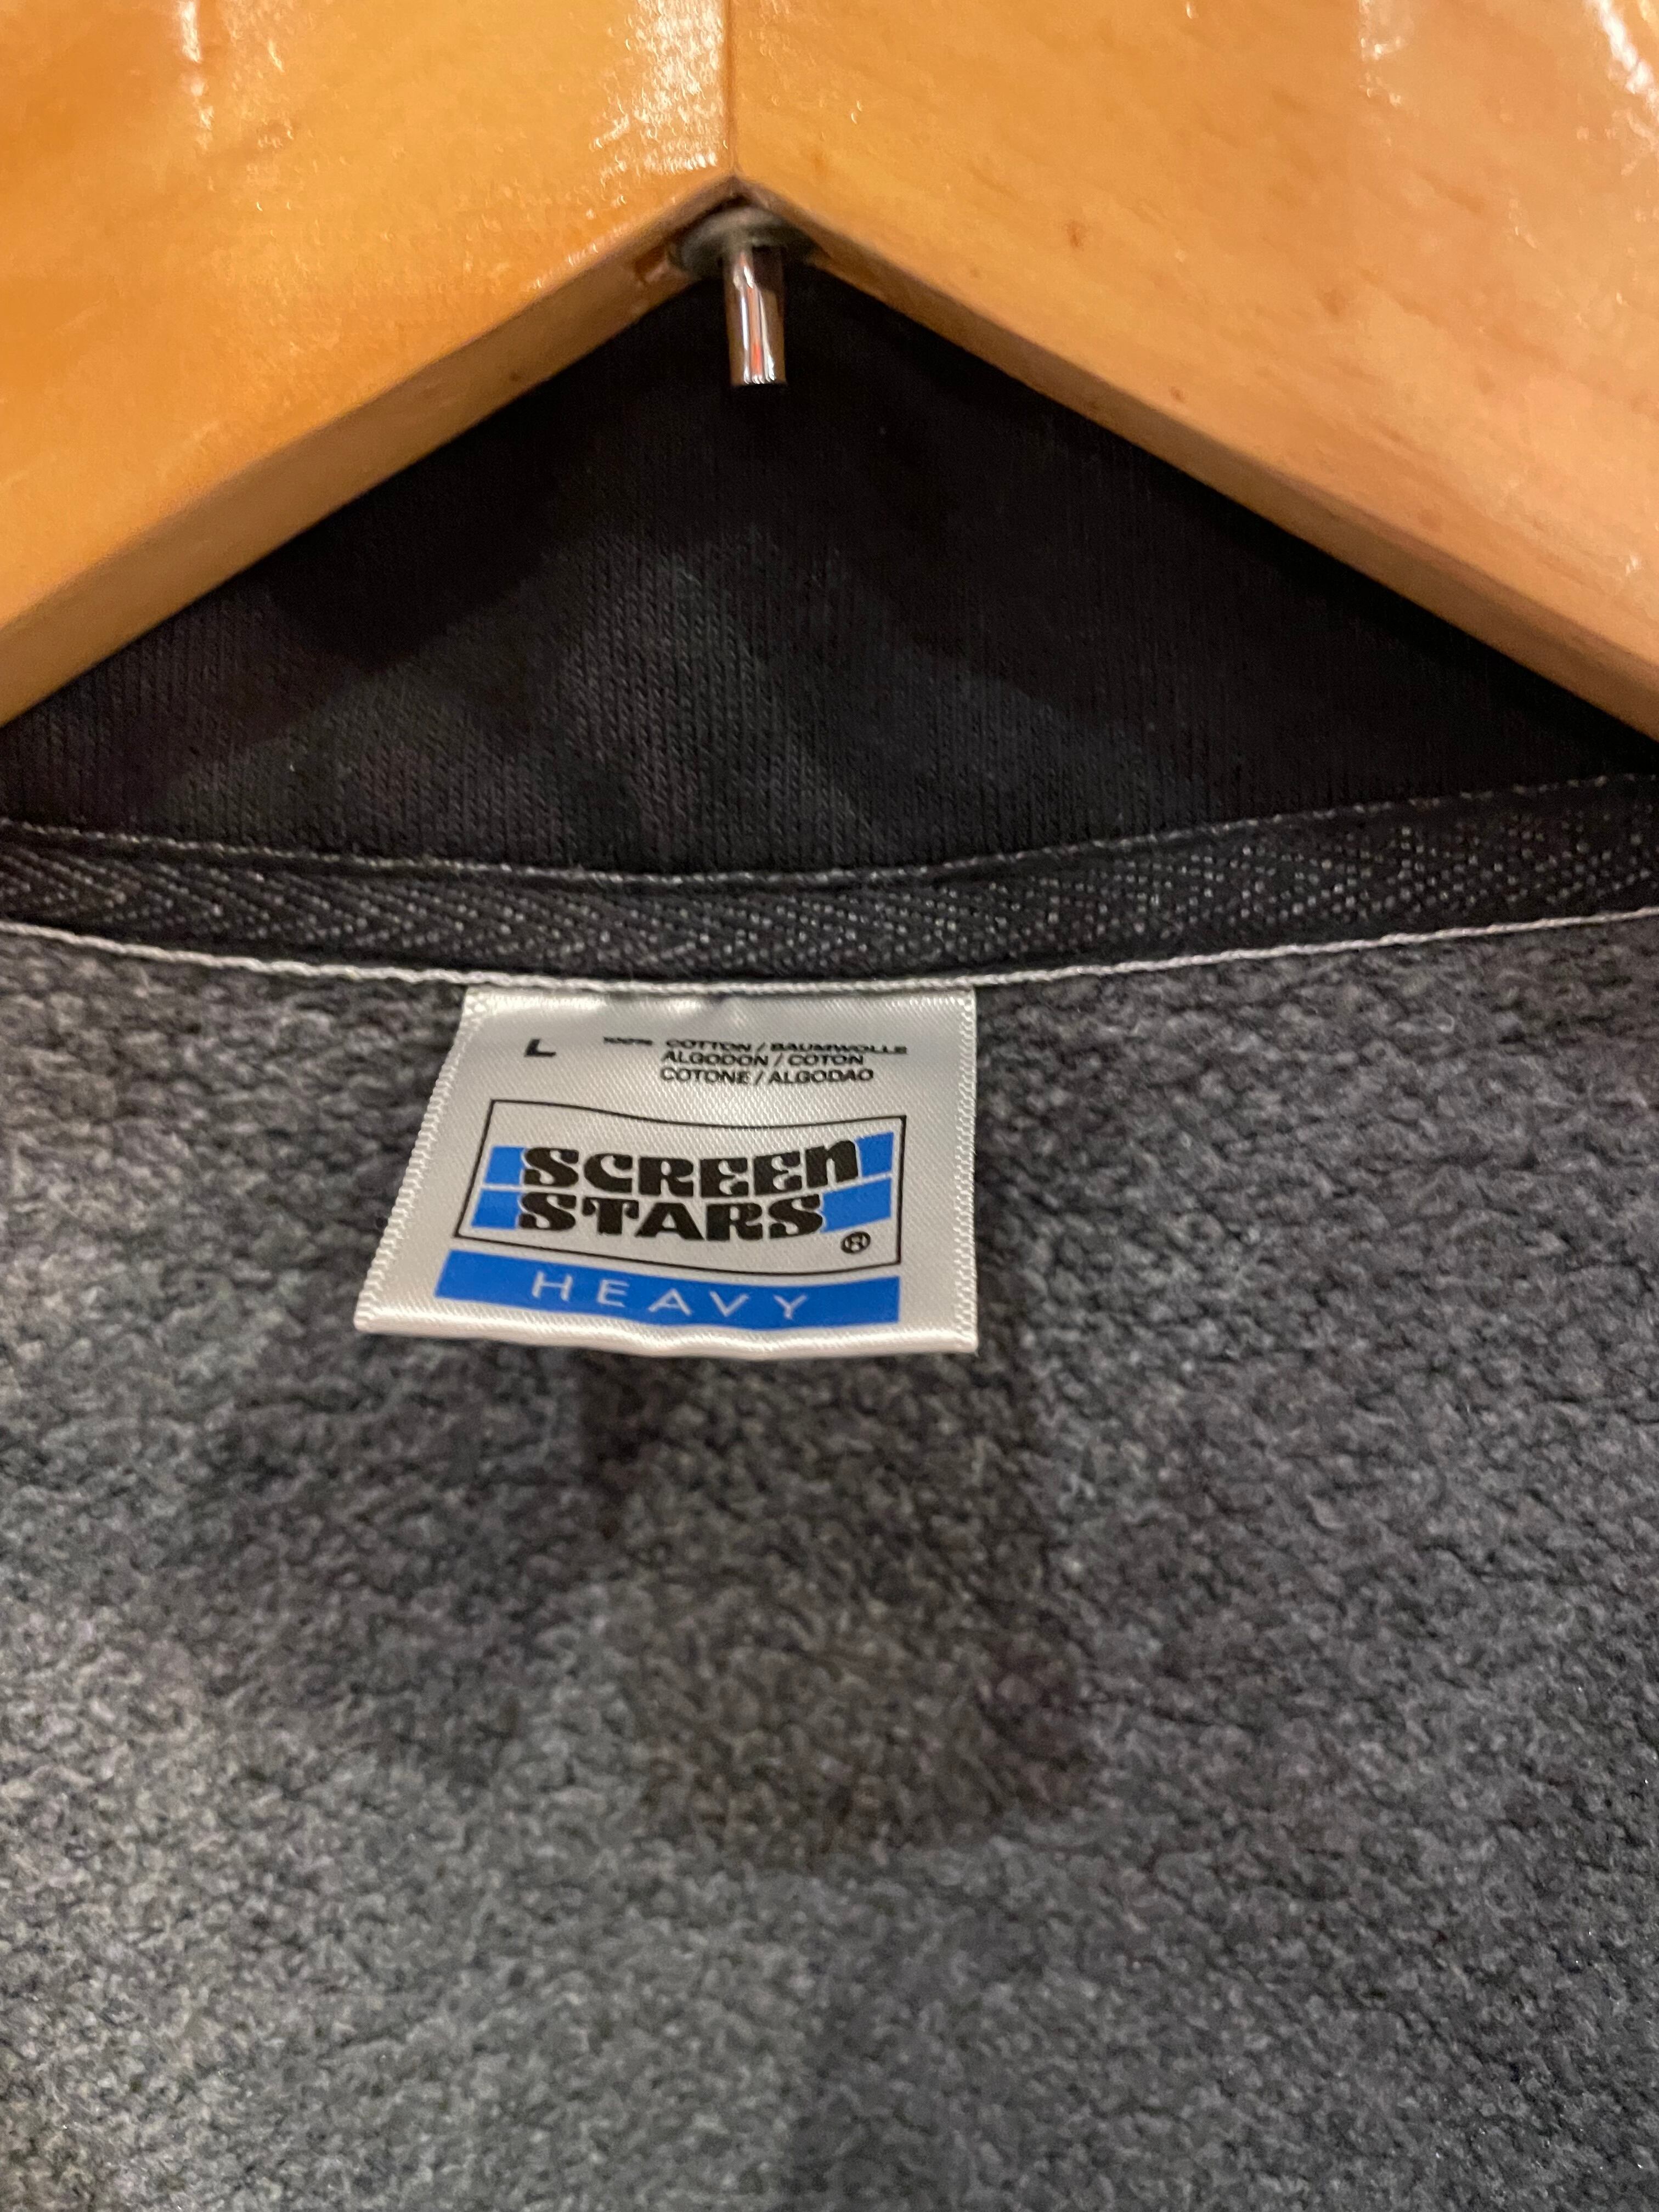 L 100% COTTON / BAUMWOLLE
ALGODON / COTON
COTONE / ALGODAO
SCREEN
STARS ®
HEAVY